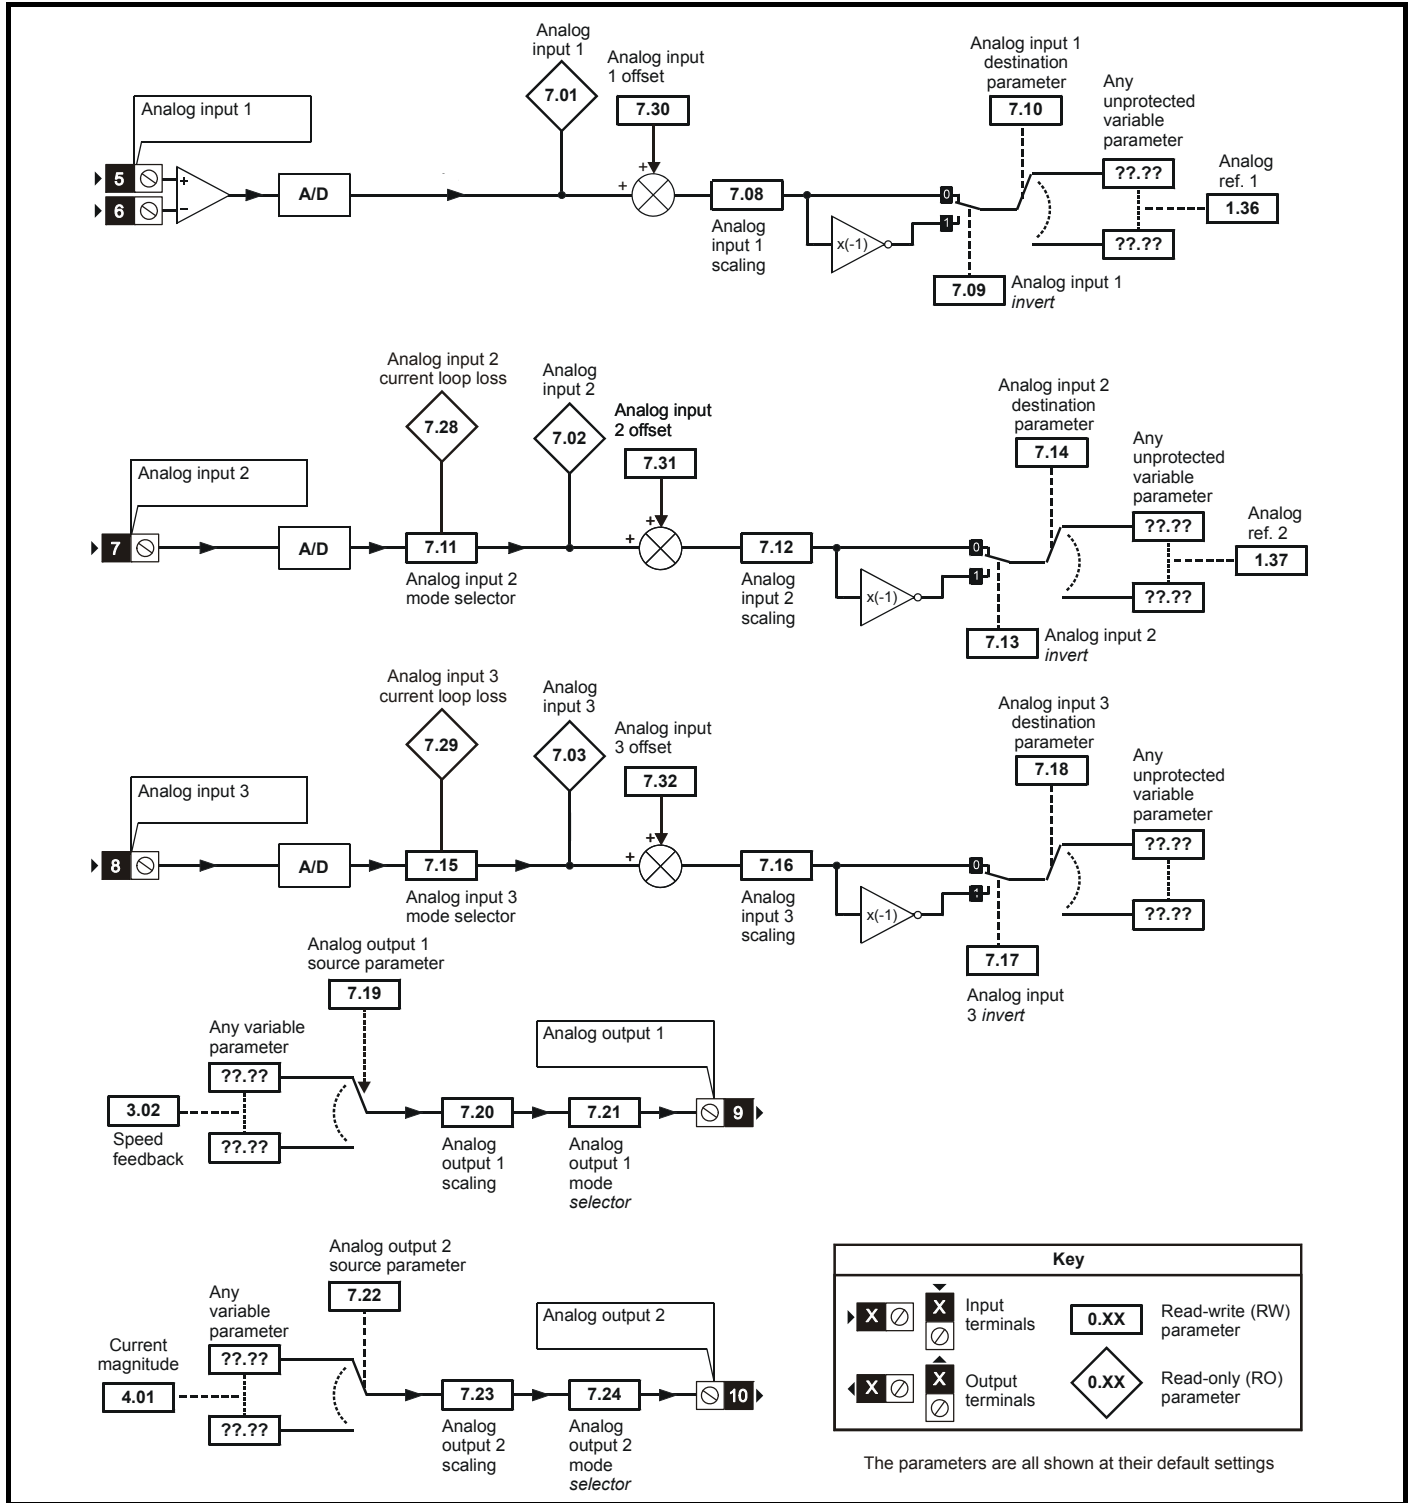 Analog
input 1
Analog input
1 offset
Analog input 1
destination
parameter
Any
unprotected
variable
parameter
Analog input 1
7.01
7.30
7.10
5
+
6
−
A/D
+
+
7.08
Analog
input 1
scaling
0
1
x(-1)
7.09
Analog input 1
invert
??.??
??.??
Analog
ref. 1
1.36
Analog input 2
current loop loss
Analog
input 2
Analog input
2 offset
Analog input 2
destination
parameter
Any
unprotected
variable
parameter
7.28
7.02
7.31
7.14
Analog input 2
7
A/D
7.11
Analog input 2
mode selector
+
+
7.12
Analog
input 2
scaling
0
1
x(-1)
7.13
Analog input 2
invert
??.??
??.??
Analog
ref. 2
1.37
Analog input 3
current loop loss
Analog
input 3
Analog input
3 offset
Analog input 3
destination
parameter
Any
unprotected
variable
parameter
7.29
7.03
7.32
7.18
Analog input 3
8
A/D
7.15
Analog input 3
mode selector
+
+
7.16
Analog
input 3
scaling
0
1
x(-1)
7.17
Analog input
3 invert
??.??
??.??
Analog output 1
source parameter
7.19
Any variable
parameter
??.??
??.??
3.02
Speed
feedback
7.20
Analog
output 1
scaling
7.21
Analog
output 1
mode
selector
Analog output 1
9
Analog output 2
source parameter
7.22
Any
variable
parameter
??.??
??.??
Current
magnitude
4.01
7.23
Analog
output 2
scaling
7.24
Analog
output 2
mode
selector
Analog output 2
10
Key
X
X
Input
terminals
0.XX
Read-write (RW)
parameter
X
X
Output
terminals
0.XX
Read-only (RO)
parameter
The parameters are all shown at their default settings